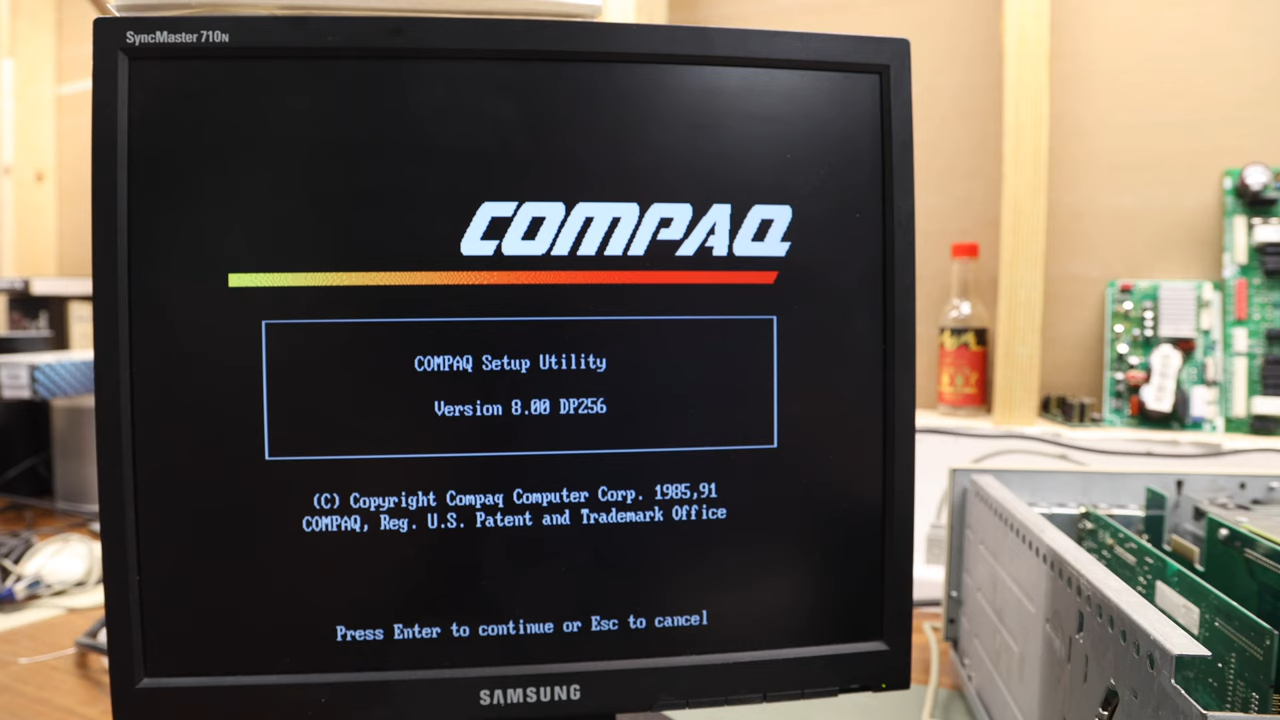 SyncMaster 710N
COMPAQ
COMPAQ Setup Utility
Version 8.00 DP256
(C) Copyright Compaq Computer Corp. 1985,91
COMPAQ, Reg. U.S. Patent and Trademark Office
Press Enter to continue or Esc to cancel
SAMSUNG